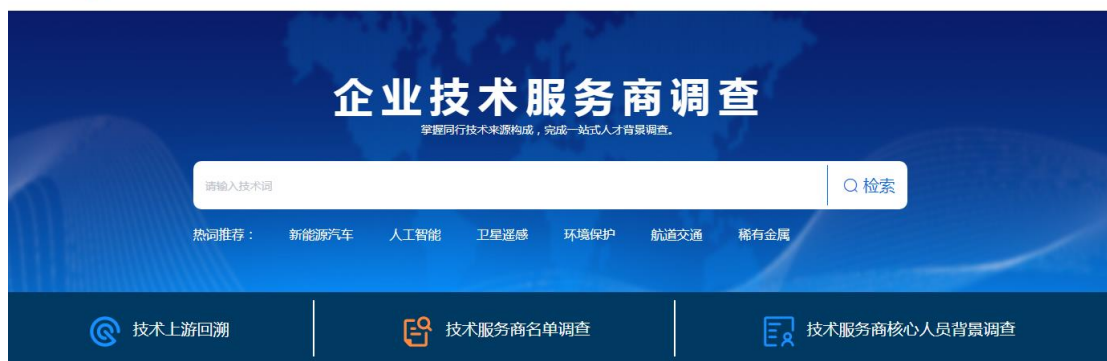 企业技术服务商调查
掌握同行技术来源构成，完成一站式人才背景调查。
请输入技术词 检索
热词推荐： 新能源汽车 人工智能 卫星遥感 环境保护 航道交通 稀有金属
技术上游回溯 技术服务商名单调查 技术服务商核心人员背景调查